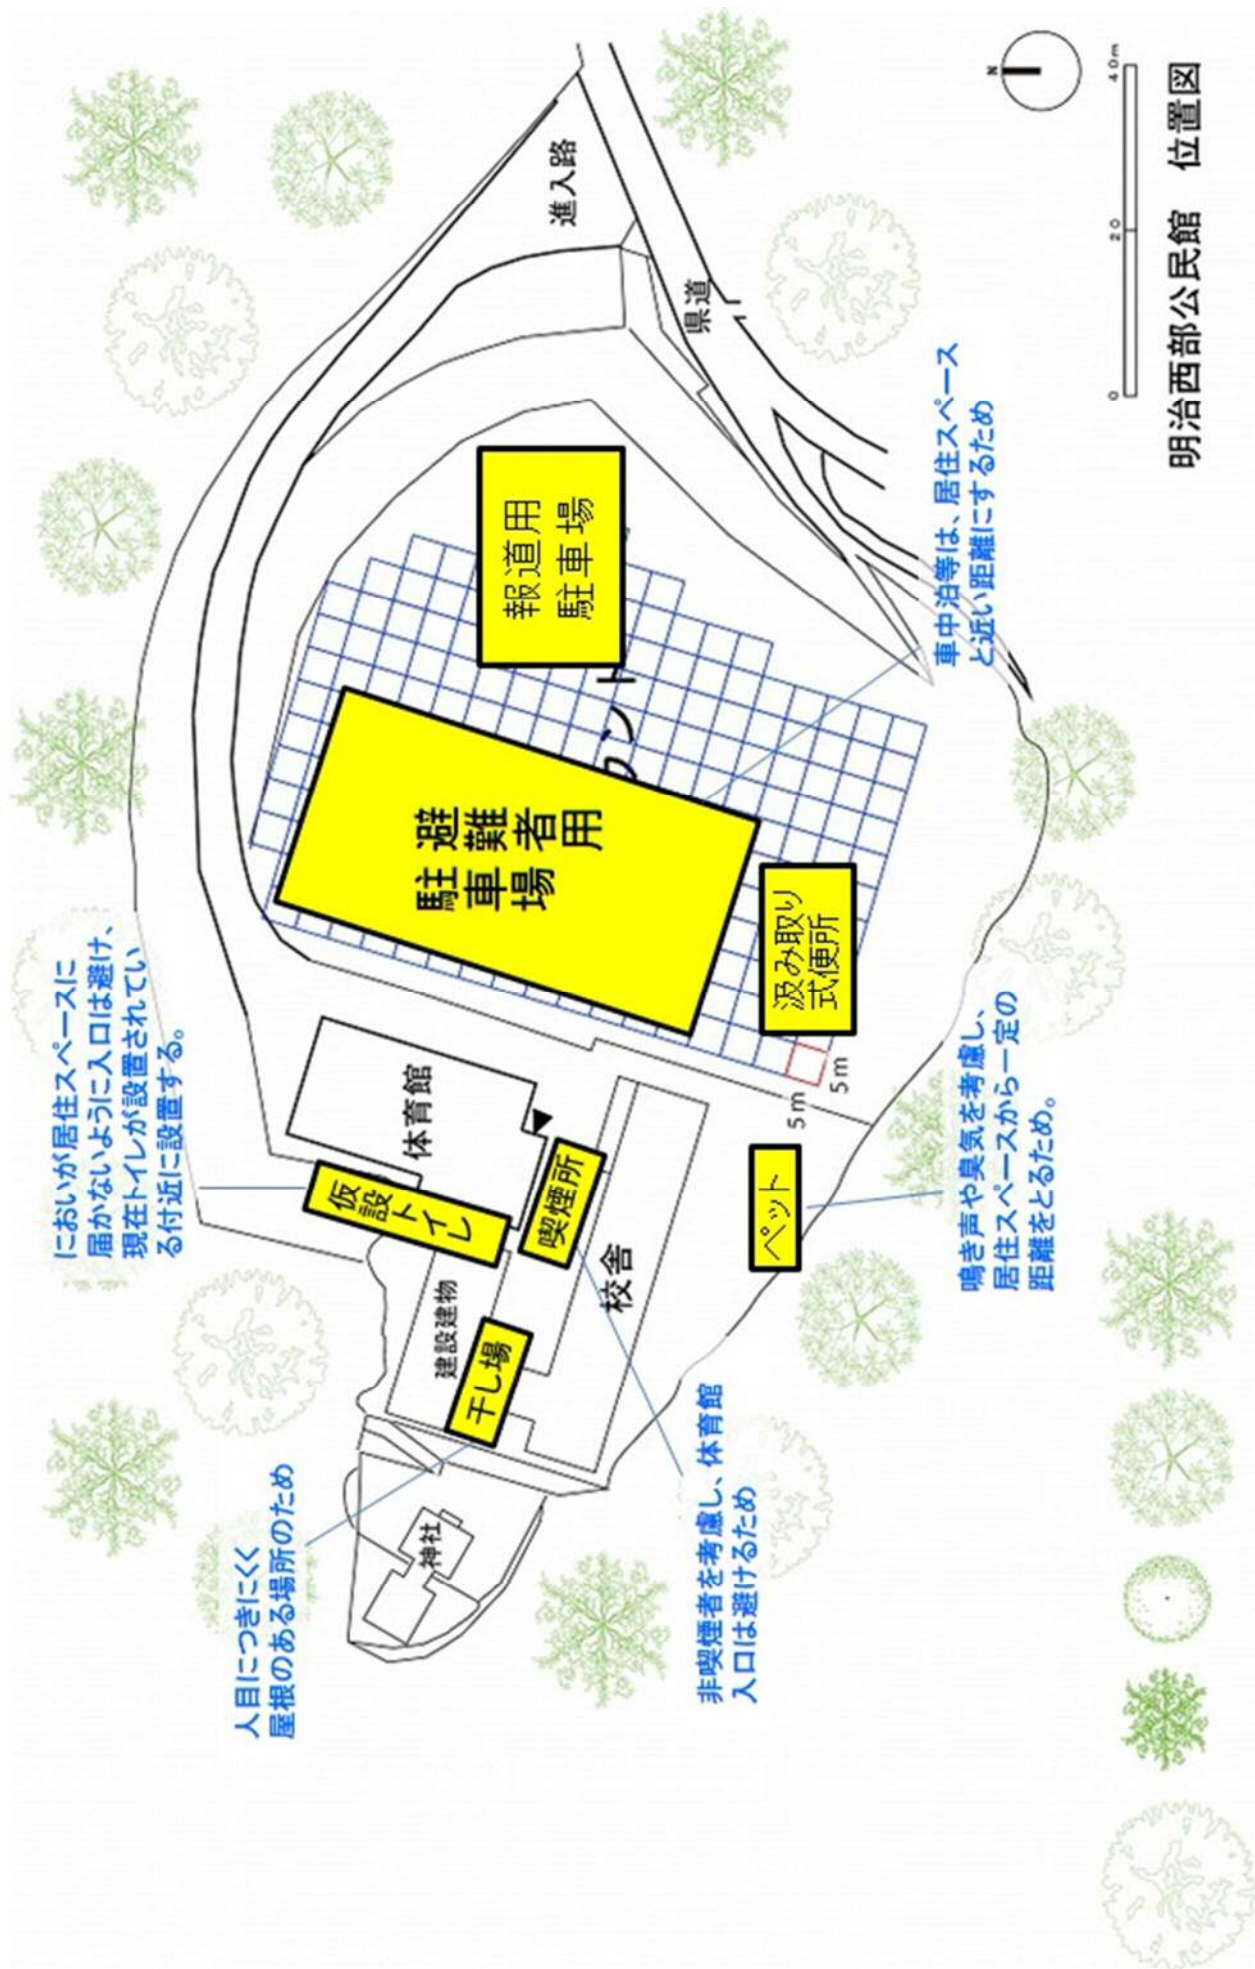 においが居住スペースに
届かないように入口は避け、
現在トイレが設置されてい
る付近に設置する。
人目につきにくく
屋根のある場所のため
神社
建設建物
干し場
仮設
トイレ
体育館
喫煙所
校舎
避難者用
駐車場
報道用
駐車場
進入路
県道
汲み取り
式便所
ペット
5m
5m
非喫煙者を考慮し、体育館
入口は避けるため
鳴き声や臭気を考慮し、
居住スペースから一定の
距離をとるため。
車中泊等は、居住スペース
と近い距離にするため
N
0 20 40m
明治西部公民館 位置図